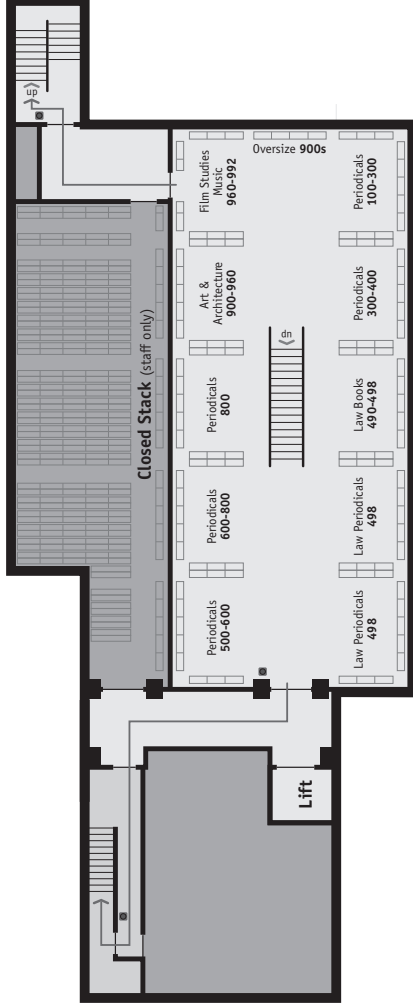 up
Film Studies
Music
960-992
Oversize 900s
Periodicals
100-300
Art &
Architecture
900-960
dn
Periodicals
300-400
Closed Stack (staff only)
Periodicals
800
Law Books
490-498
Periodicals
600-800
Law Periodicals
498
Periodicals
500-600
Law Periodicals
498
Lift